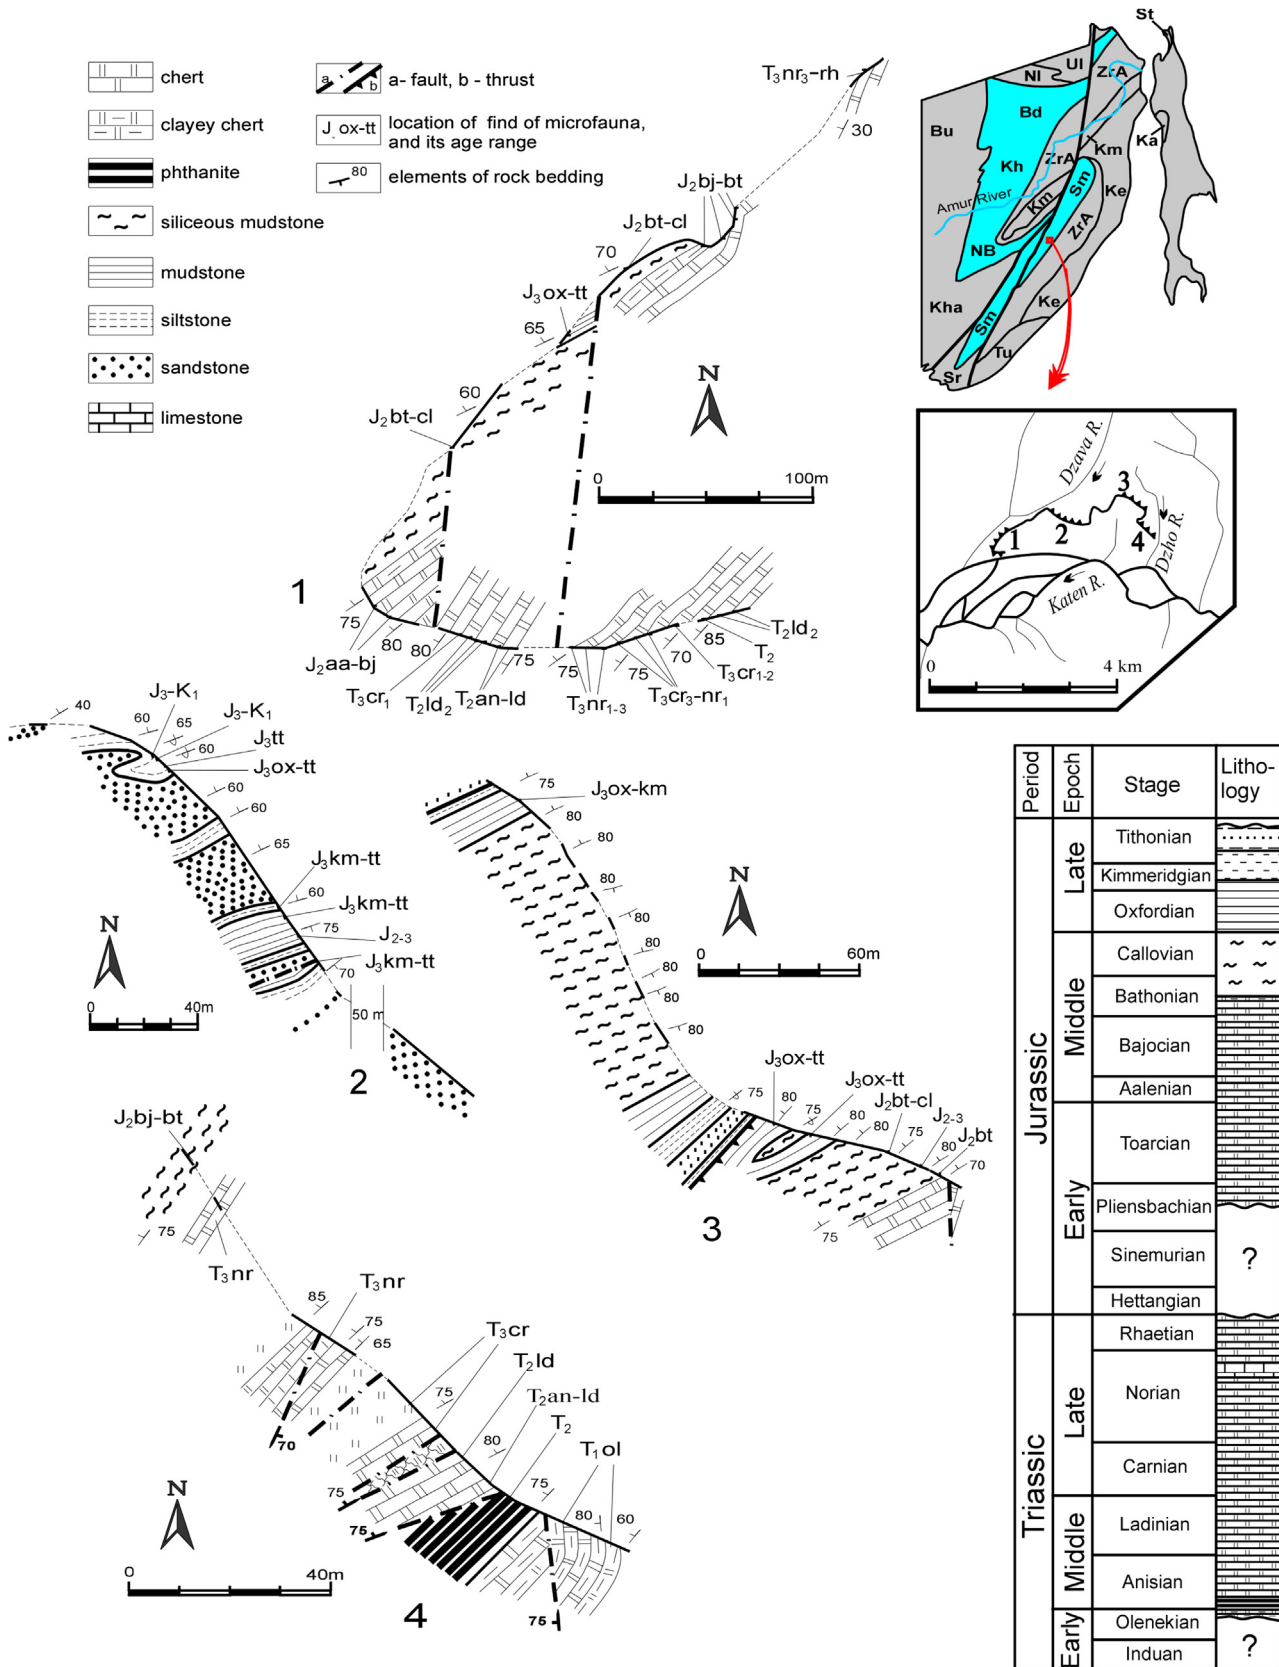 chert
clayey chert
phthanite
siliceous mudstone
mudstone
siltstone
sandstone
limestone
a
b
a- fault, b - thrust
J ox-tt
location of find of microfauna,
and its age range
80
elements of rock bedding
T3nr3-rh
30
J2bj-bt
J2bt-cl
70
J3ox-tt
65
60
J2bt-cl
N
0
100m
1
75
80
80
75
75
75
70
85
J2aa-bj
T3cr1
T2ld2
T2an-ld
T3nr1-3
T3cr3-nr1
T3cr1-2
T2
T2ld2
St
Ul
Nl
ZrA
Bu
Bd
Km
Ka
Kh
ZrA
Sm
Ke
Amur River
Km
ZrA
NB
Kha
Ke
Sm
Tu
Sr
Dzava R.
3
1
2
4
Dzho R.
Katen R.
0
4 km
40
J3-K1
60
65
J3-K1
60
J3tt
J3ox-tt
60
60
65
J3km-tt
60
J3km-tt
75
J2-3
J3km-tt
70
N
0
40m
50 m
2
75
J3ox-km
80
80
80
80
80
80
80
80
N
0
60m
J3ox-tt
75
80
J3ox-tt
75
80
80
J2bt-cl
75
J2-3
80
J2bt
70
75
3
J2bj-bt
75
T3nr
T3nr
85
75
65
70
T3cr
T2ld
75
T2an-ld
80
T2
T1ol
75
80
60
75
75
75
N
0
40m
4
Period
Epoch
Stage
Litho-
logy
Jurassic
Late
Tithonian
Kimmeridgian
Oxfordian
Middle
Callovian
Bathonian
Bajocian
Aalenian
Early
Toarcian
Pliensbachian
Sinemurian
?
Hettangian
Triassic
Late
Rhaetian
Norian
Carnian
Middle
Ladinian
Anisian
Early
Olenekian
Induan
?